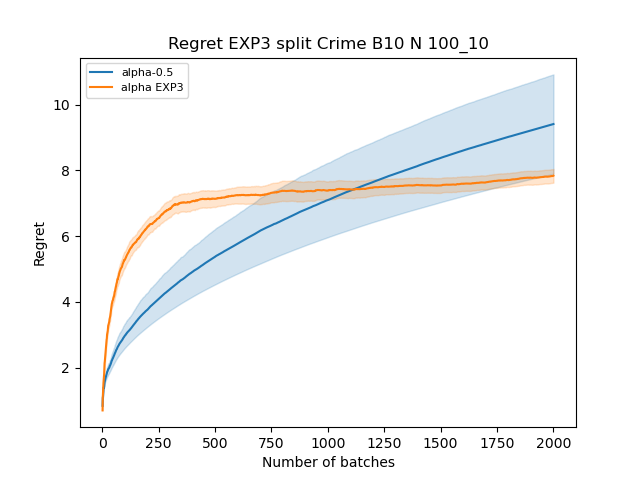 Regret EXP3 split Crime B10 N 100_10
alpha-0.5
alpha EXP3
10
8
6
4
2
Regret
0 250 500 750 1000 1250 1500 1750 2000
Number of batches